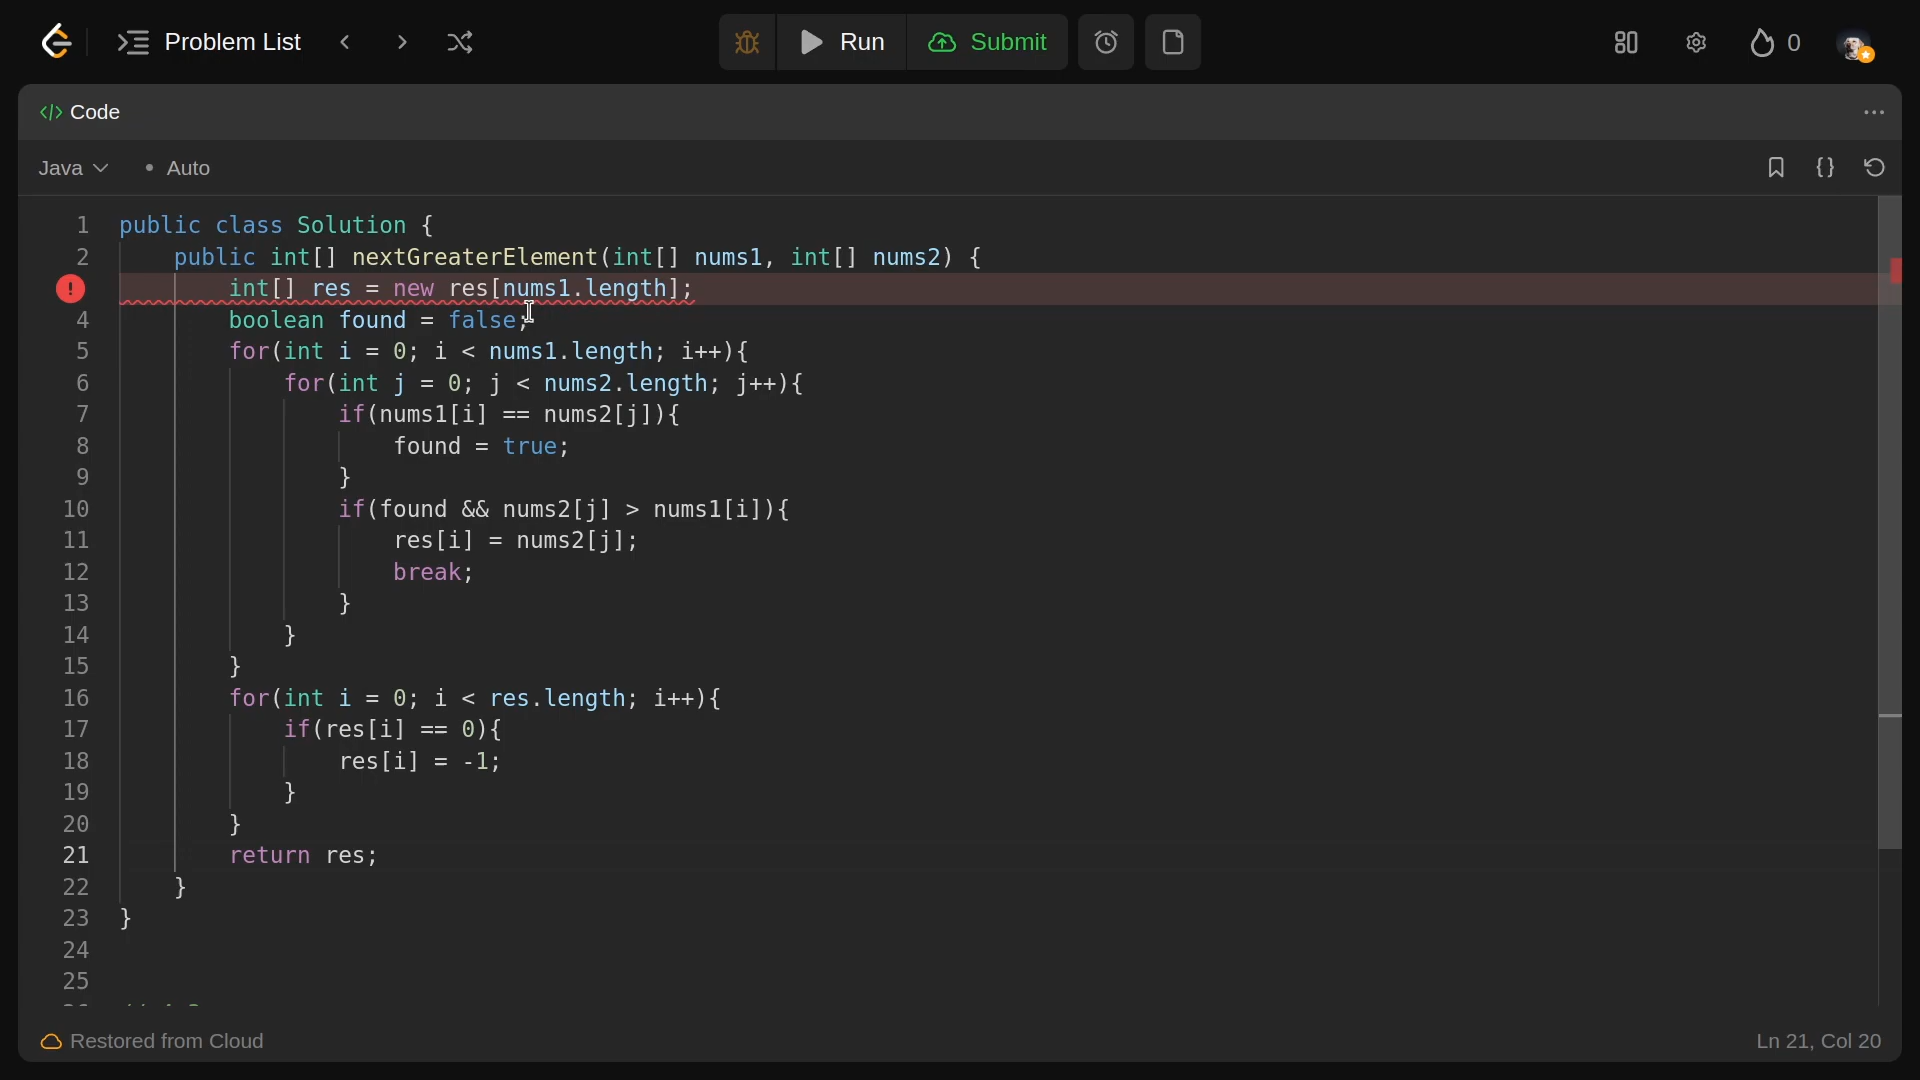 Problem List
Run
Submit
0
Code
Java
Auto
1 public class Solution {
2 public int[] nextGreaterElement(int[] nums1, int[] nums2) {
int[] res = new res[nums1.length];
4 boolean found = false;
5 for(int i = 0; i < nums1.length; i++){
6 for(int j = 0; j < nums2.length; j++){
7 if(nums1[i] == nums2[j]){
8 found = true;
9 }
10 if(found && nums2[j] > nums1[i]){
11 res[i] = nums2[j];
12 break;
13 }
14 }
15 }
16 for(int i = 0; i < res.length; i++){
17 if(res[i] == 0){
18 res[i] = -1;
19 }
20 }
21 return res;
22 }
23 }
24
25
Restored from Cloud
Ln 21, Col 20